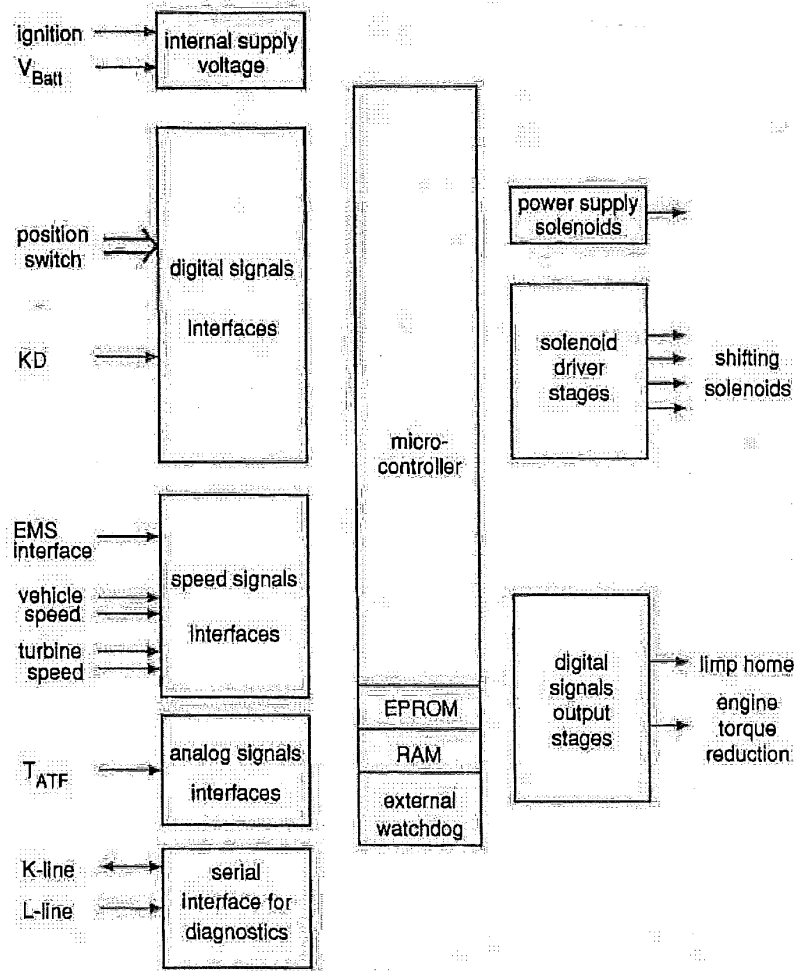 ignition
V_Batt
internal supply
voltage
position
switch
KD
digital signals
interfaces
EMS
interface
vehicle
speed
turbine
speed
speed signals
interfaces
T_ATF
analog signals
interfaces
K-line
L-line
serial
interface for
diagnostics
micro-
controller
EPROM
RAM
external
watchdog
power supply
solenoids
solenoid
driver
stages
shifting
solenoids
digital
signals
output
stages
limp home
engine
torque
reduction